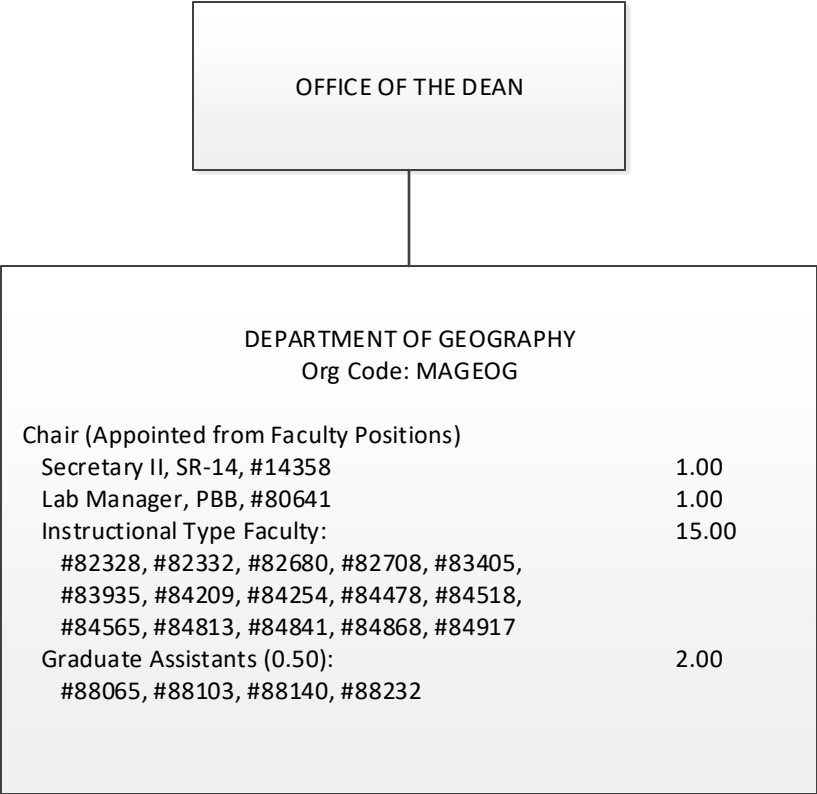 OFFICE OF THE DEAN
DEPARTMENT OF GEOGRAPHY
Org Code: MAGEOG
Chair (Appointed from Faculty Positions)
Secretary II, SR-14, #14358 1.00
Lab Manager, PBB, #80641 1.00
Instructional Type Faculty: 15.00
#82328, #82332, #82680, #82708, #83405,
#83935, #84209, #84254, #84478, #84518,
#84565, #84813, #84841, #84868, #84917
Graduate Assistants (0.50): 2.00
#88065, #88103, #88140, #88232